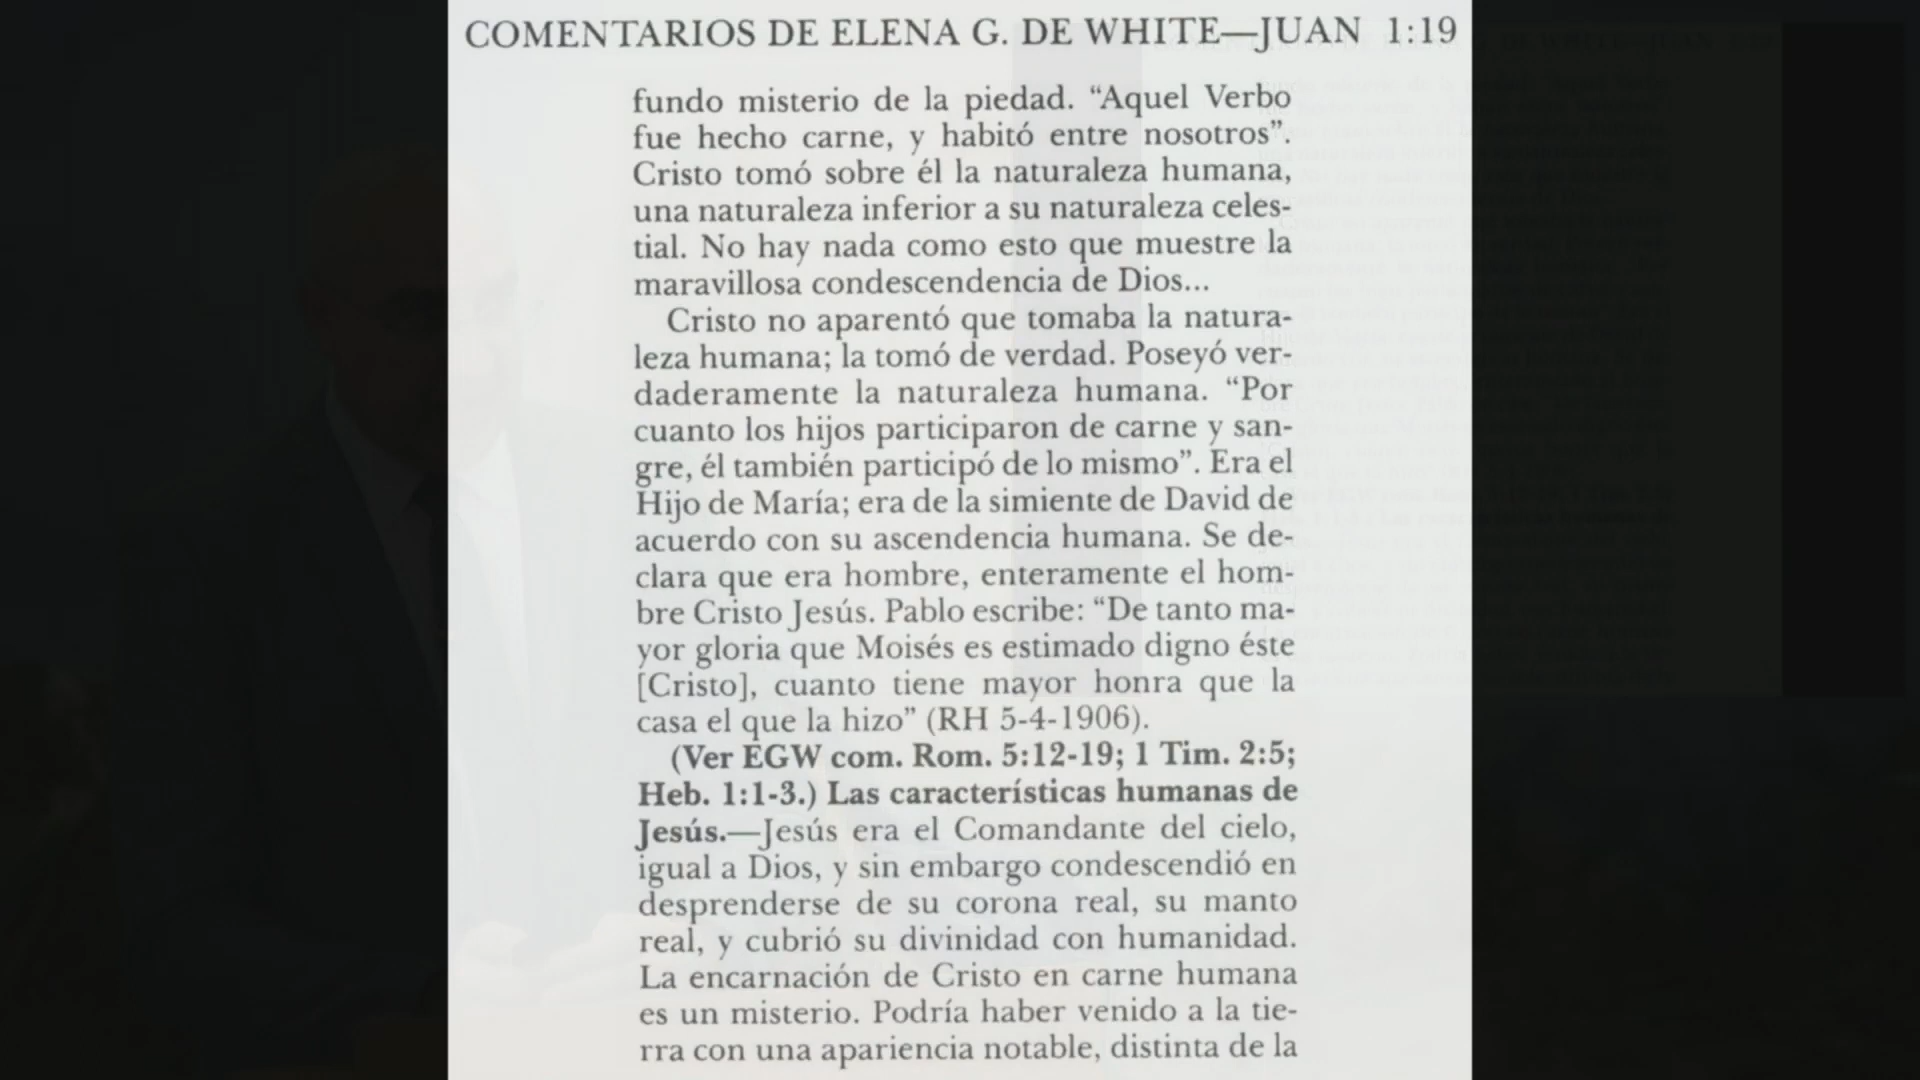 COMENTARIOS DE ELENA G. DE WHITE—JUAN 1:19
fundo misterio de la piedad. “Aquel Verbo
fue hecho carne, y habitó entre nosotros”.
Cristo tomó sobre él la naturaleza humana,
una naturaleza inferior a su naturaleza celes-
tial. No hay nada como esto que muestre la
maravillosa condescendencia de Dios...
Cristo no aparentó que tomaba la natura-
leza humana; la tomó de verdad. Poseyó ver-
daderamente la naturaleza humana. “Por
cuanto los hijos participaron de carne y san-
gre, él también participó de lo mismo”. Era el
Hijo de María; era de la simiente de David de
acuerdo con su ascendencia humana. Se de-
clara que era hombre, enteramente el hom-
bre Cristo Jesús. Pablo escribe: “De tanto ma-
yor gloria que Moisés es estimado digno éste
[Cristo], cuanto tiene mayor honra que la
casa el que la hizo” (RH 5-4-1906).
(Ver EGW com. Rom. 5:12-19; 1 Tim. 2:5;
Heb. 1:1-3.) Las características humanas de
Jesús.—Jesús era el Comandante del cielo,
igual a Dios, y sin embargo condescendió en
desprenderse de su corona real, su manto
real, y cubrió su divinidad con humanidad.
La encarnación de Cristo en carne humana
es un misterio. Podría haber venido a la tie-
rra con una apariencia notable, distinta de la